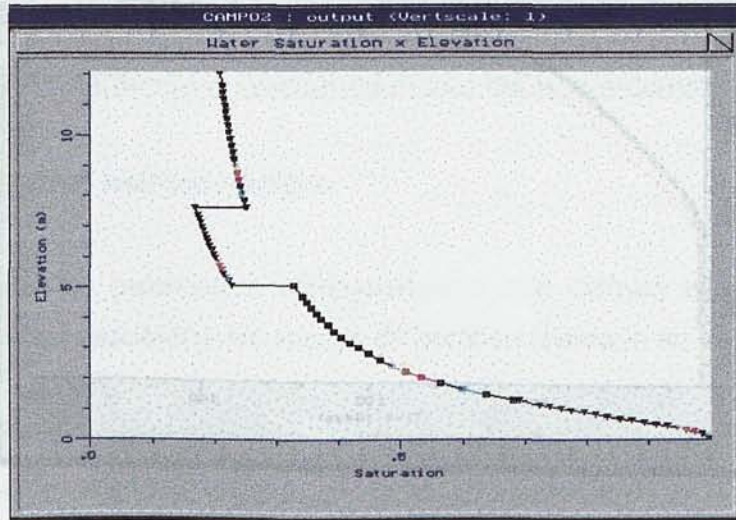 CAMPO2 : output (Vertscale: 1)
Water Saturation x Elevation
10
Elevation (m)
5
0
.0
.5
Saturation